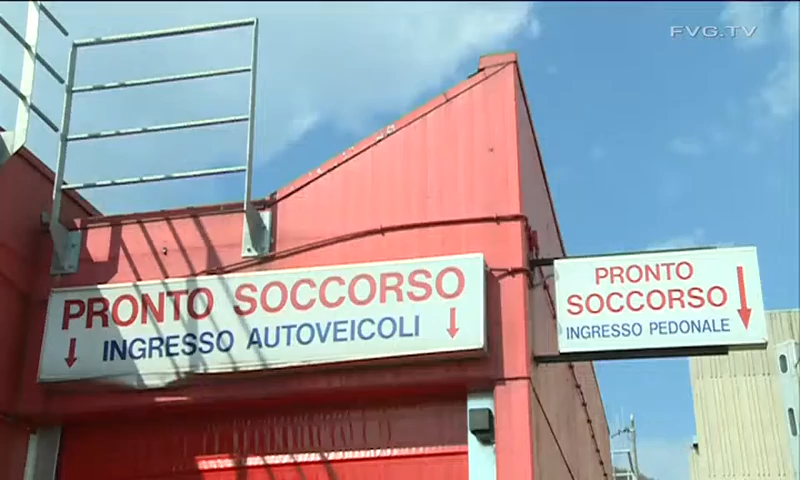 FVG.TV
PRONTO SOCCORSO
INGRESSO AUTOVEICOLI
PRONTO
SOCCORSO
INGRESSO PEDONALE